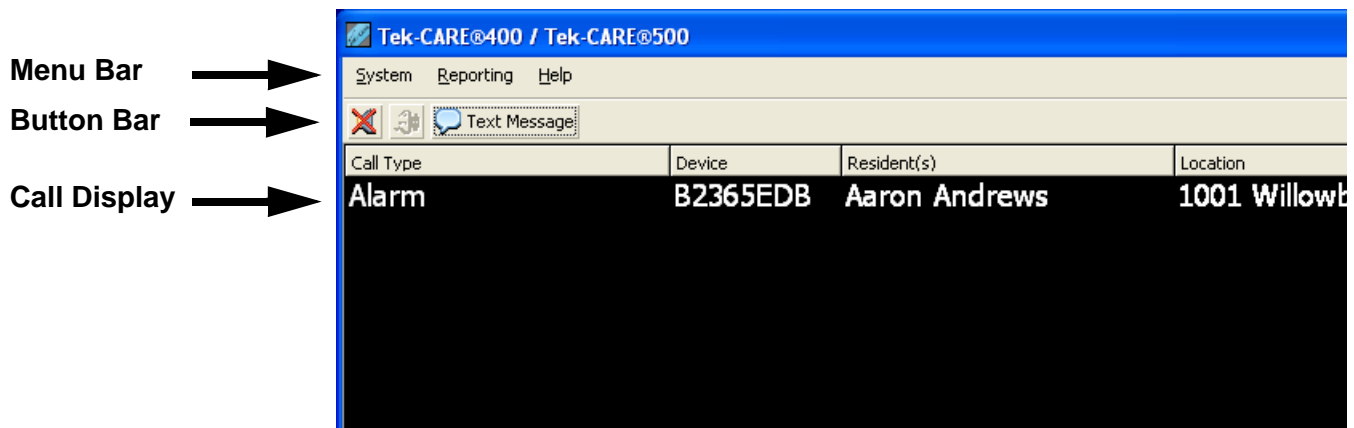 Tek-CARE®400 / Tek-CARE®500
Menu Bar System Reporting Help
Button Bar Text Message
Call Type Device Resident(s) Location
Call Display Alarm B2365EDB Aaron Andrews 1001